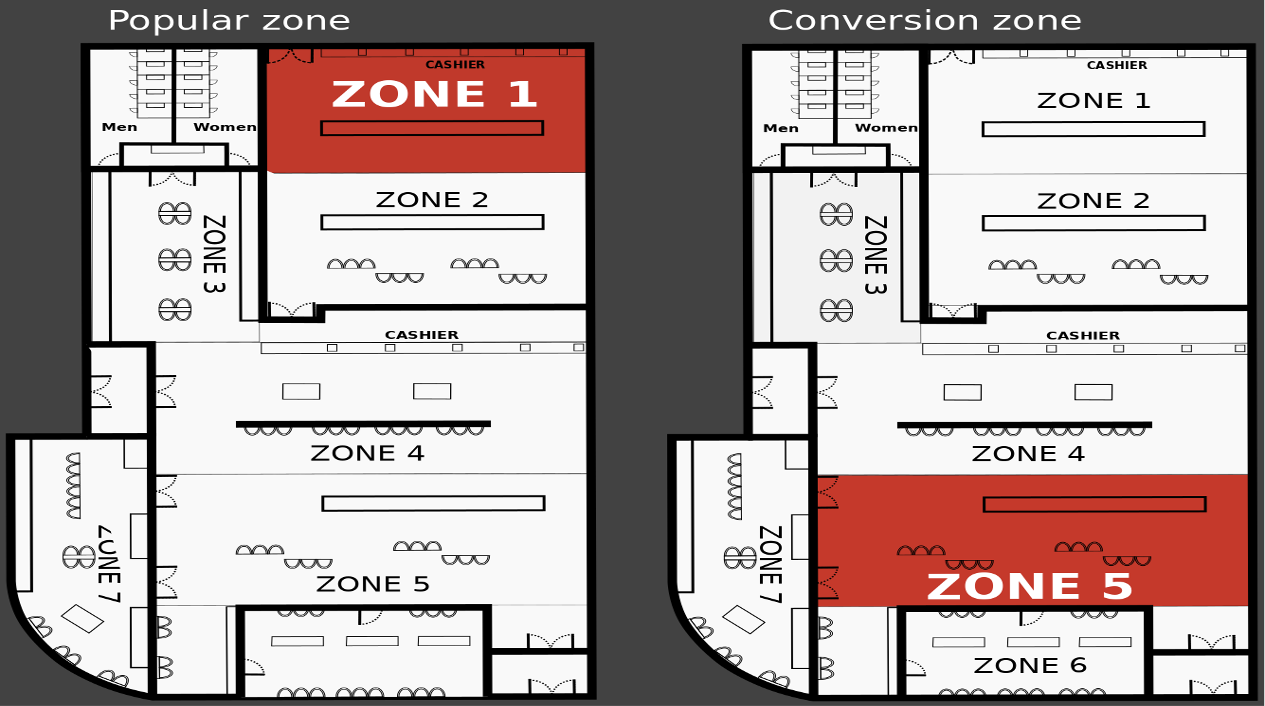 Popular zone
CASHIER
ZONE 1
Men
Women
ZONE 2
ZONE 3
CASHIER
ZONE 4
ZONE 7
ZONE 5
Conversion zone
CASHIER
ZONE 1
Men
Women
ZONE 2
ZONE 3
CASHIER
ZONE 4
ZONE 7
ZONE 5
ZONE 6